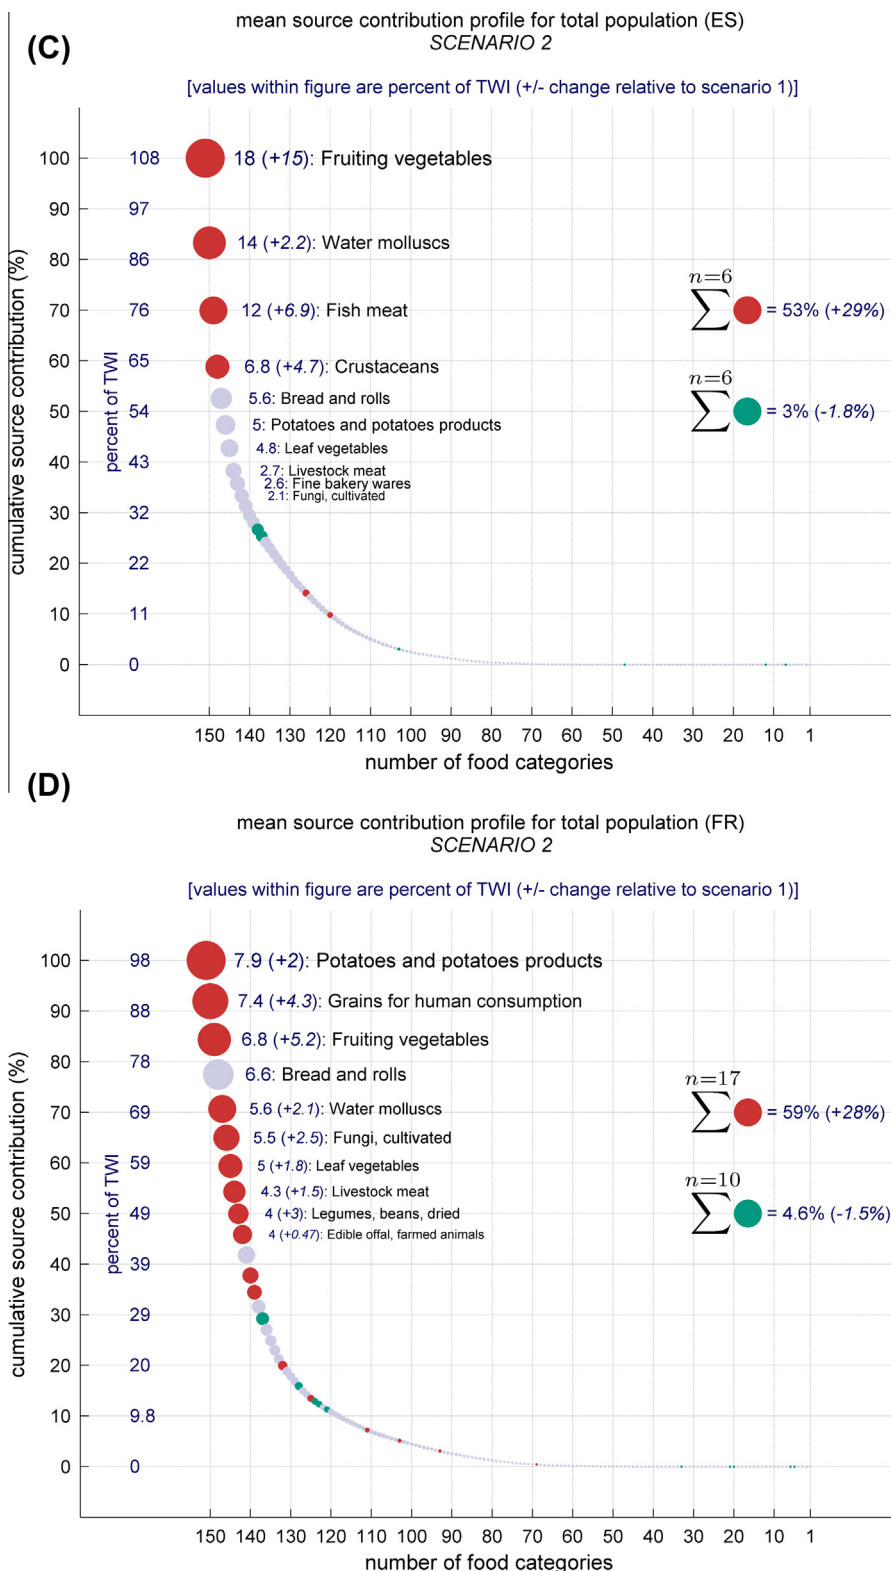 (C)
mean source contribution profile for total population (ES)
SCENARIO 2
[values within figure are percent of TWI (+/- change relative to scenario 1)]
cumulative source contribution (%)
percent of TWI
100 108 18 (+15): Fruiting vegetables
90 97
80 86 14 (+2.2): Water molluscs
70 76 12 (+6.9): Fish meat
n=6
∑ = 53% (+29%)
60 65 6.8 (+4.7): Crustaceans
5.6: Bread and rolls
n=6
50 54 5: Potatoes and potatoes products
∑ = 3% (-1.8%)
4.8: Leaf vegetables
40 43 2.7: Livestock meat
2.6: Fine bakery wares
2.1: Fungi, cultivated
30 32
20 22
10 11
0 0
150 140 130 120 110 100 90 80 70 60 50 40 30 20 10 1
number of food categories
(D)
mean source contribution profile for total population (FR)
SCENARIO 2
[values within figure are percent of TWI (+/- change relative to scenario 1)]
cumulative source contribution (%)
percent of TWI
100 98 7.9 (+2): Potatoes and potatoes products
7.4 (+4.3): Grains for human consumption
90 88
6.8 (+5.2): Fruiting vegetables
80 78
6.6: Bread and rolls
70 69 5.6 (+2.1): Water molluscs
n=17
∑ = 59% (+28%)
5.5 (+2.5): Fungi, cultivated
60 59 5 (+1.8): Leaf vegetables
4.3 (+1.5): Livestock meat
n=10
50 49 4 (+3): Legumes, beans, dried
∑ = 4.6% (-1.5%)
4 (+0.47): Edible offal, farmed animals
40 39
30 29
20 20
10 9.8
0 0
150 140 130 120 110 100 90 80 70 60 50 40 30 20 10 1
number of food categories